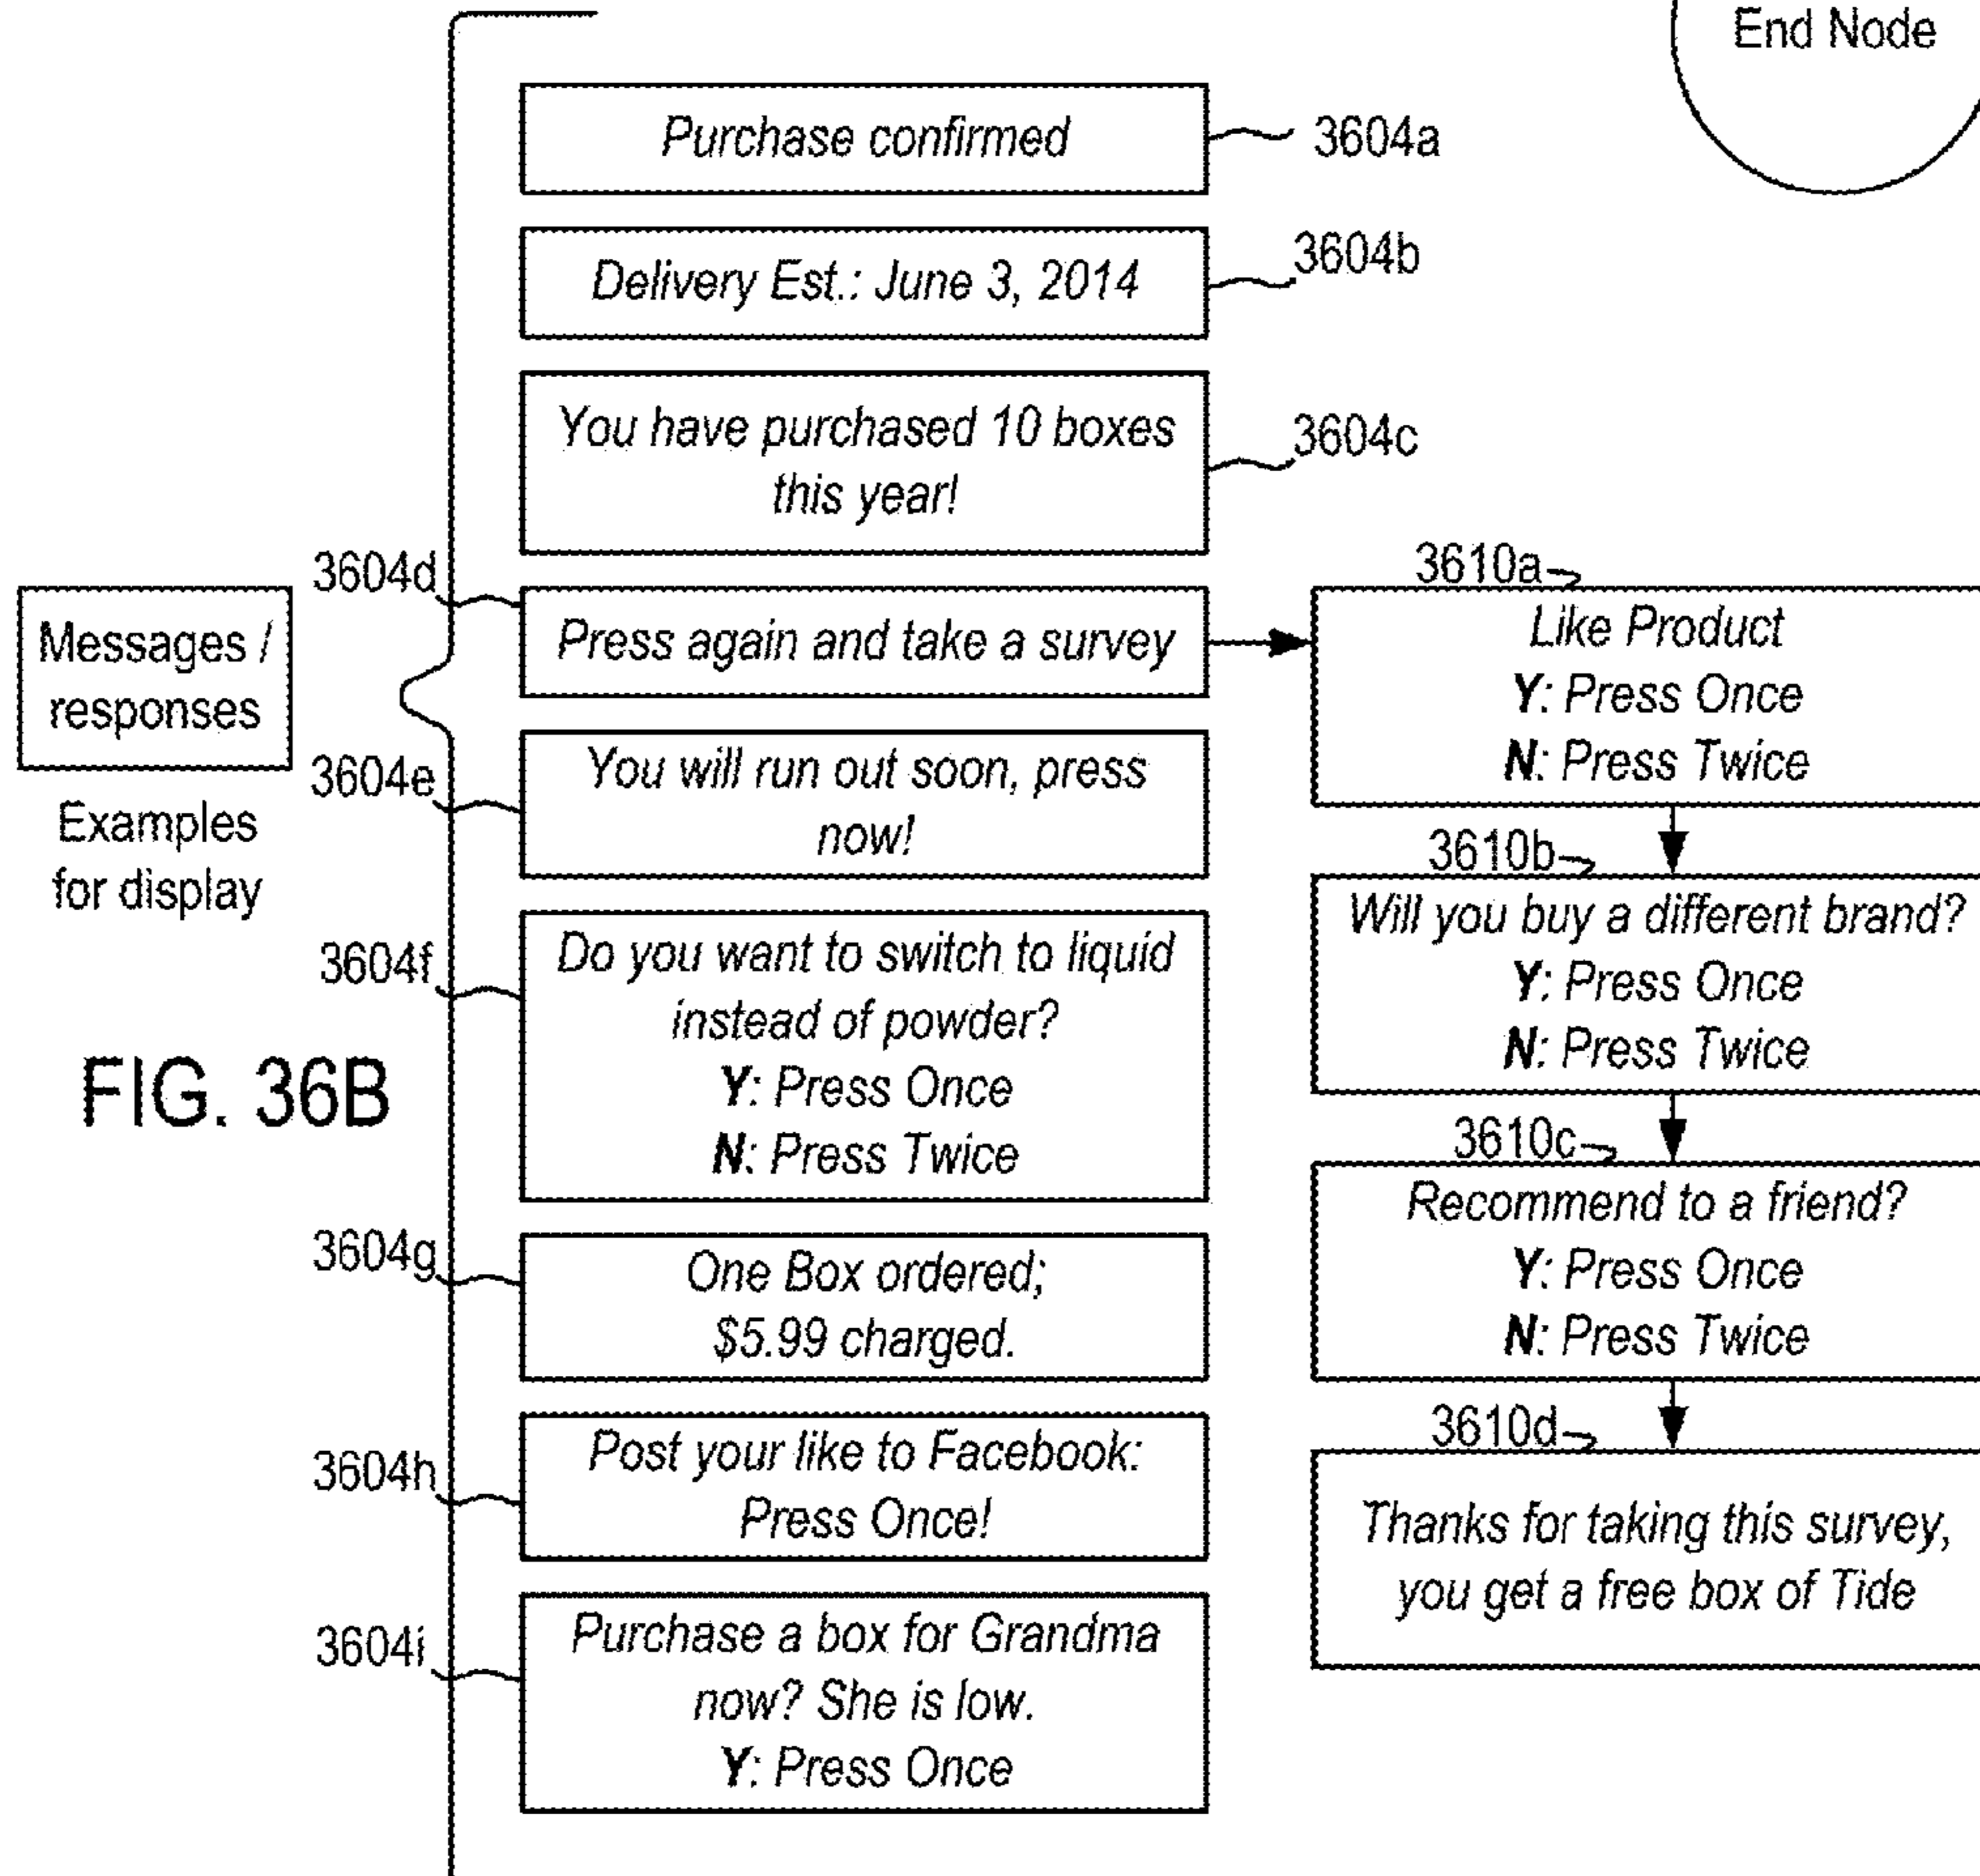 End Node
Purchase confirmed
3604a
Delivery Est.: June 3, 2014
3604b
You have purchased 10 boxes
this year!
3604c
Messages /
responses
Examples
for display
3604d
Press again and take a survey
3604e
You will run out soon, press
now!
3604f
Do you want to switch to liquid
instead of powder?
Y: Press Once
N: Press Twice
FIG. 36B
3604g
One Box ordered;
$5.99 charged.
3604h
Post your like to Facebook:
Press Once!
3604i
Purchase a box for Grandma
now? She is low.
Y: Press Once
3610a
Like Product
Y: Press Once
N: Press Twice
3610b
Will you buy a different brand?
Y: Press Once
N: Press Twice
3610c
Recommend to a friend?
Y: Press Once
N: Press Twice
3610d
Thanks for taking this survey,
you get a free box of Tide